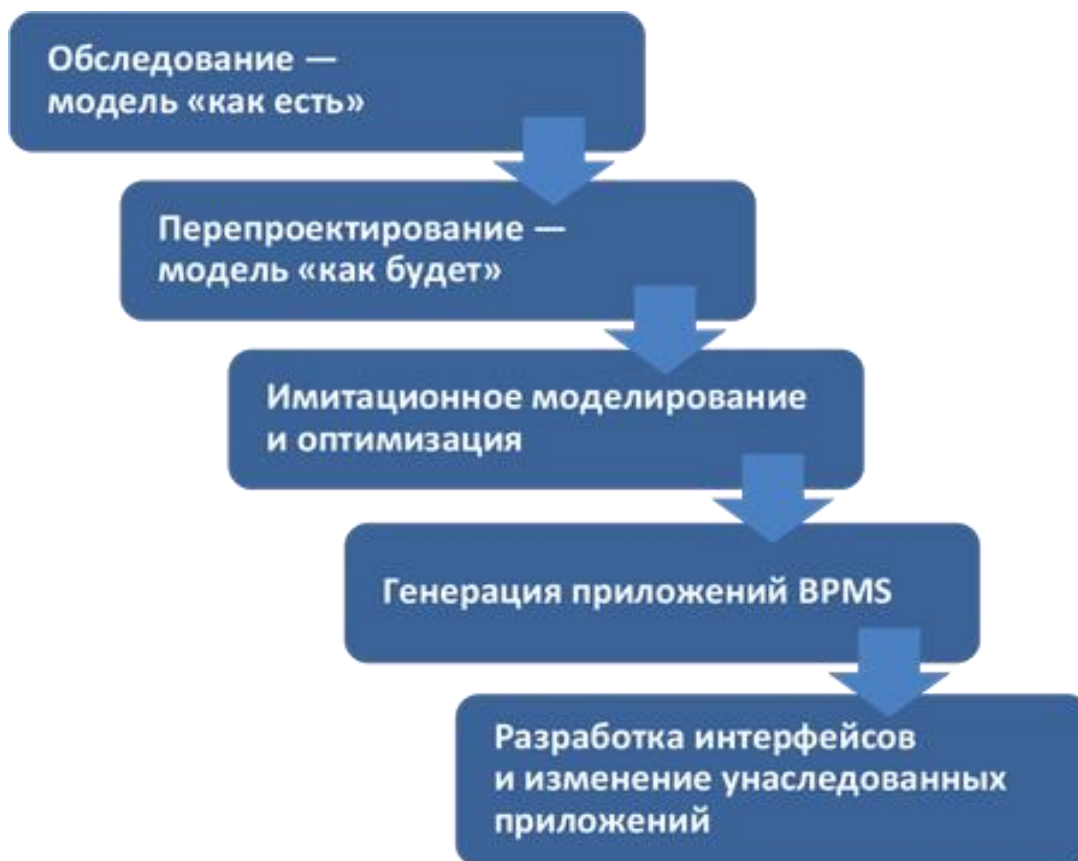 Обследование —
модель «как есть»
Перепроектирование —
модель «как будет»
Имитационное моделирование
и оптимизация
Генерация приложений BPMS
Разработка интерфейсов
и изменение унаследованных
приложений